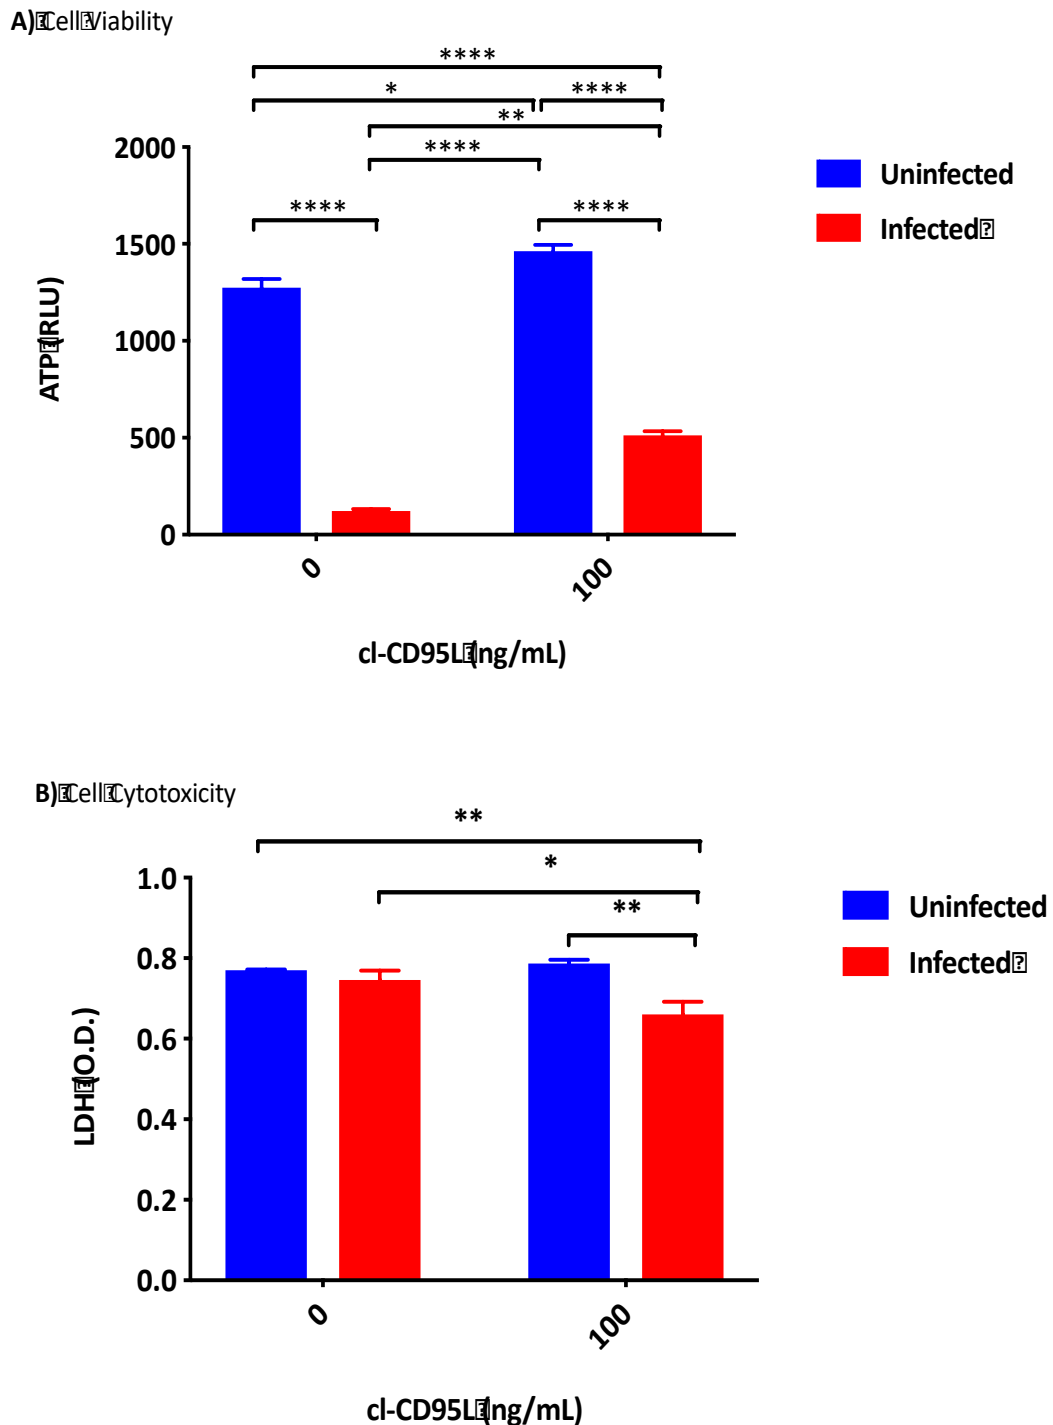 A) Cell Viability
****
* ****
**
****
**** ****
2000
1500
1000
500
0
ATP (RLU)
Uninfected
Infected
0 100
cl-CD95L (ng/mL)
B) Cell Cytotoxicity
**
*
**
1.0
0.8
0.6
0.4
0.2
0.0
LDH (O.D.)
Uninfected
Infected
0 100
cl-CD95L (ng/mL)